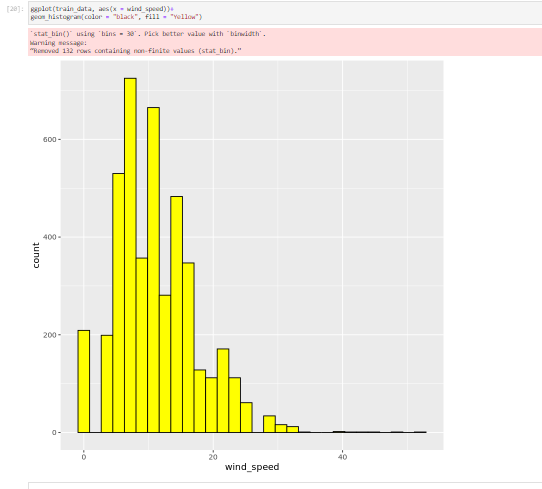 [20]: ggplot(train_data, aes(x = wind_speed))+
geom_histogram(color = "black", fill = "Yellow")
`stat_bin()` using `bins = 30`. Pick better value with `binwidth`.
Warning message:
"Removed 132 rows containing non-finite values (stat_bin)."
600
400
200
0
count
0 20 40
wind_speed